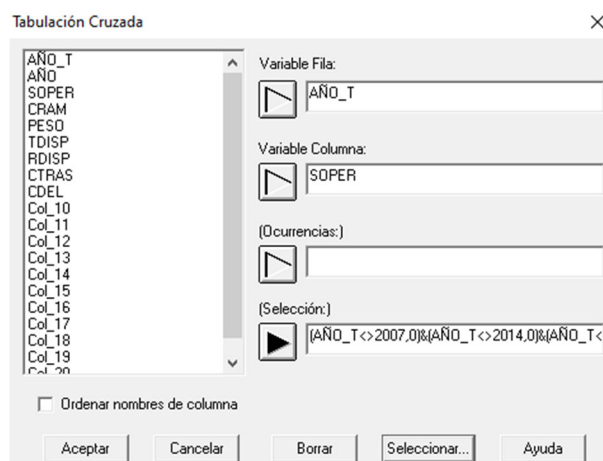 Tabulación Cruzada
AÑO_T
AÑO
SOPER
CRAM
PESO
TDISP
RDISP
CTRAS
CDEL
Col_10
Col_11
Col_12
Col_13
Col_14
Col_15
Col_16
Col_17
Col_18
Col_19
Col_20
Variable Fila:
AÑO_T
Variable Columna:
SOPER
(Ocurrencias:)
(Selección:)
(AÑO_T<>2007,0)&(AÑO_T<>2014,0)&(AÑO_T<
Ordenar nombres de columna
Aceptar
Cancelar
Borrar
Seleccionar...
Ayuda